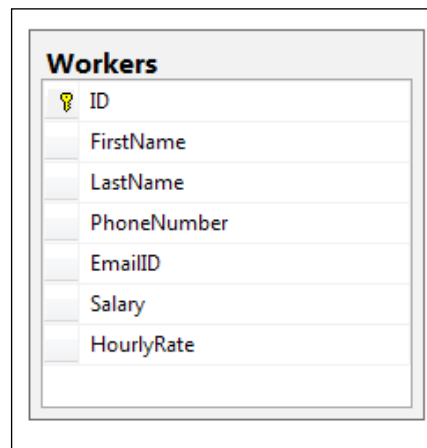 Workers
ID
FirstName
LastName
PhoneNumber
EmailID
Salary
HourlyRate